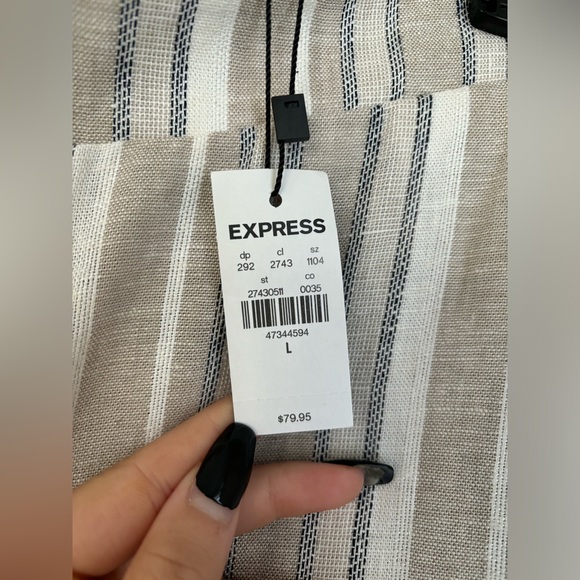 EXPRESS
dp cl sz
292 2743 1104
st co
27430511 0035
47344594
L
$79.95